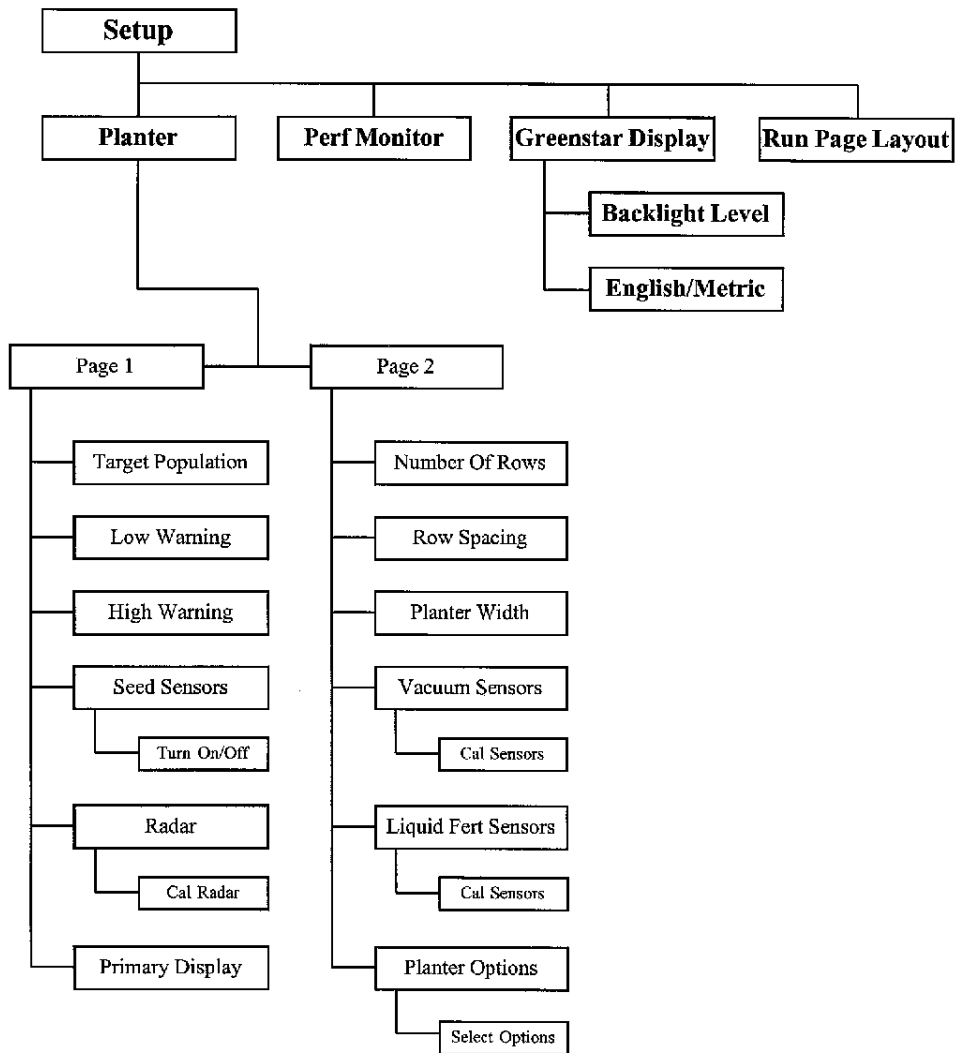 Setup
Planter
Perf Monitor
Greenstar Display
Run Page Layout
Backlight Level
English/Metric
Page 1
Page 2
Target Population
Low Warning
High Warning
Seed Sensors
Turn On/Off
Radar
Cal Radar
Primary Display
Number Of Rows
Row Spacing
Planter Width
Vacuum Sensors
Cal Sensors
Liquid Fert Sensors
Cal Sensors
Planter Options
Select Options